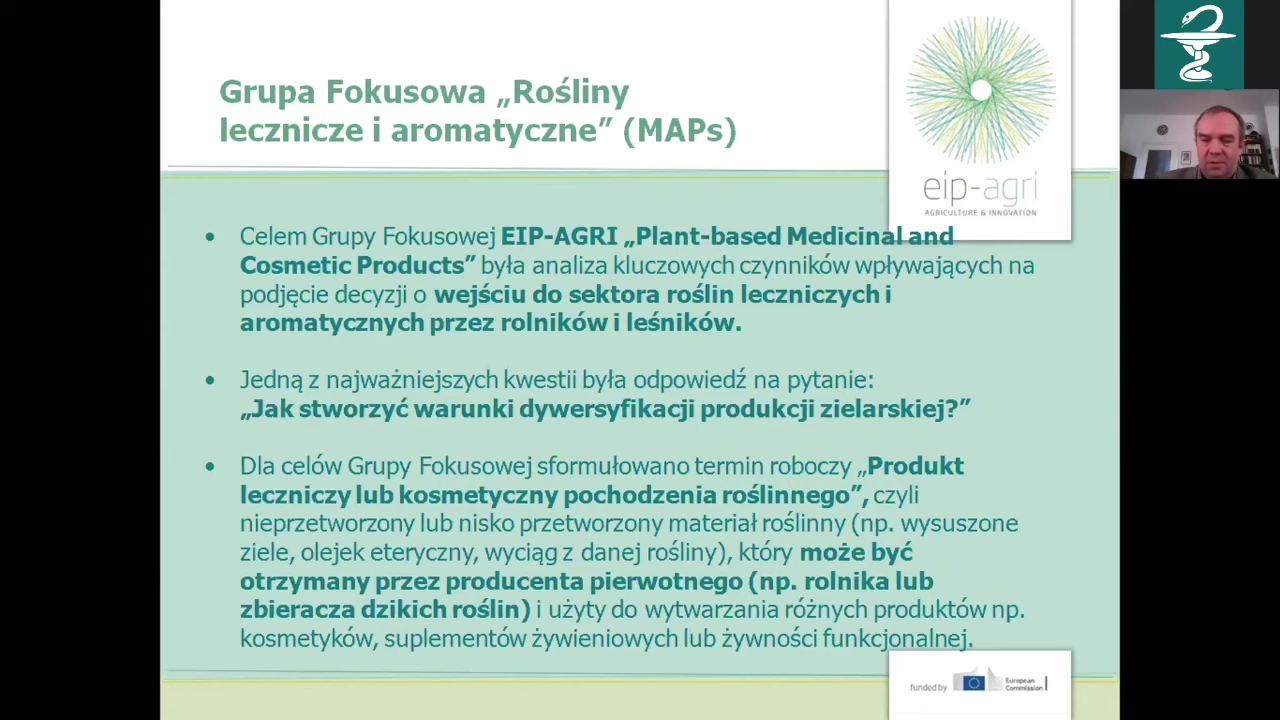 Grupa Fokusowa „Rośliny
lecznicze i aromatyczne” (MAPs)
eip-agri
AGRICULTURE & INNOVATION
• Celem Grupy Fokusowej EIP-AGRI „Plant-based Medicinal and
Cosmetic Products” była analiza kluczowych czynników wpływających na
podjęcie decyzji o wejściu do sektora roślin leczniczych i
aromatycznych przez rolników i leśników.
• Jedną z najważniejszych kwestii była odpowiedź na pytanie:
„Jak stworzyć warunki dywersyfikacji produkcji zielarskiej?”
• Dla celów Grupy Fokusowej sformułowano termin roboczy „Produkt
leczniczy lub kosmetyczny pochodzenia roślinnego”, czyli
nieprzetworzony lub nisko przetworzony materiał roślinny (np. wysuszone
ziele, olejek eteryczny, wyciąg z danej rośliny), który może być
otrzymany przez producenta pierwotnego (np. rolnika lub
zbieracza dzikich roślin) i użyty do wytwarzania różnych produktów np.
kosmetyków, suplementów żywieniowych lub żywności funkcjonalnej.
funded by
European
Commission